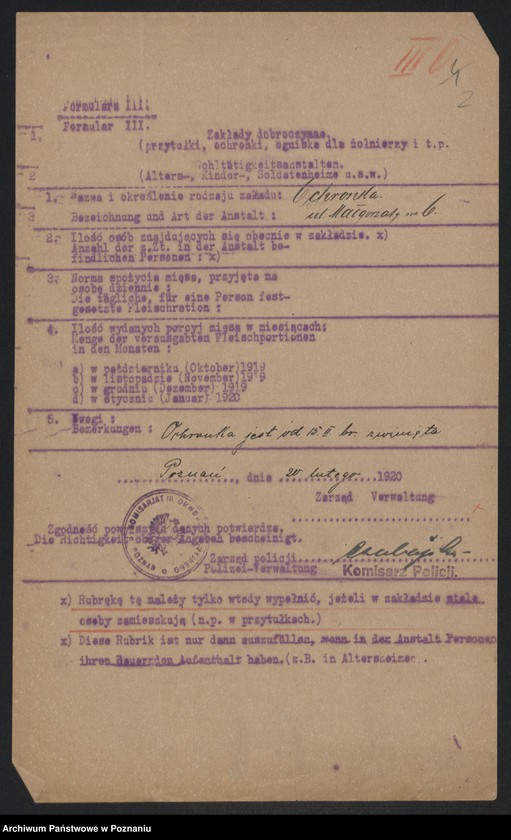 III
2
Formularz III.
Formular III.
Zakłady dobroczynne.
(przytułki, ochronki, ogniska dla żołnierzy i t.p.
Wohltätigkeitsanstalten.
(Alters-, Kinder-, Soldatenheime u.s.w.)
1. Nazwa i określenie rodzaju zakładu: Ochronka.
Bezeichnung und Art der Anstalt : ul. Małgorzaty nr 6.
2. Ilość osób znajdujących się obecnie w zakładzie. x)
Anzahl der z.Zt. in der Anstalt be-
findlichen Personen : x)
3. Norma spożycia mięsa, przyjęta na
osobę dziennie :
Die tägliche, für eine Person fest-
gesetzte Fleischration :
4. Ilość wydanych porcyj mięsa w miesiącach:
Menge der verausgabten Fleischportionen
in den Monaten :
a) w październiku (Oktober) 1919
b) w listopadzie (November) 1919
c) w grudniu (Dezember) 1919
d) w styczniu (Januar) 1920
5. Uwagi :
Bemerkungen : Ochronka jest od 15.II br. zwinięta
Poznań, dnia 20 lutego 1920
Zarząd Verwaltung
Zgodność powyższych danych potwierdza.
Die Richtigkeit obiger Angaben bescheinigt.
Zarząd policji
Polizei-Verwaltung Komisarz Policji.
x) Rubrykę tę należy tylko wtedy wypełnić, jeżeli w zakładzie stale
osoby zamieszkują (n.p. w przytułkach.)
x) Diese Rubrik ist nur dann auszufüllen, wenn in der Anstalt Personen
ihren dauernden Aufenthalt haben.(z.B. in Altersheimen).
Archiwum Państwowe w Poznaniu